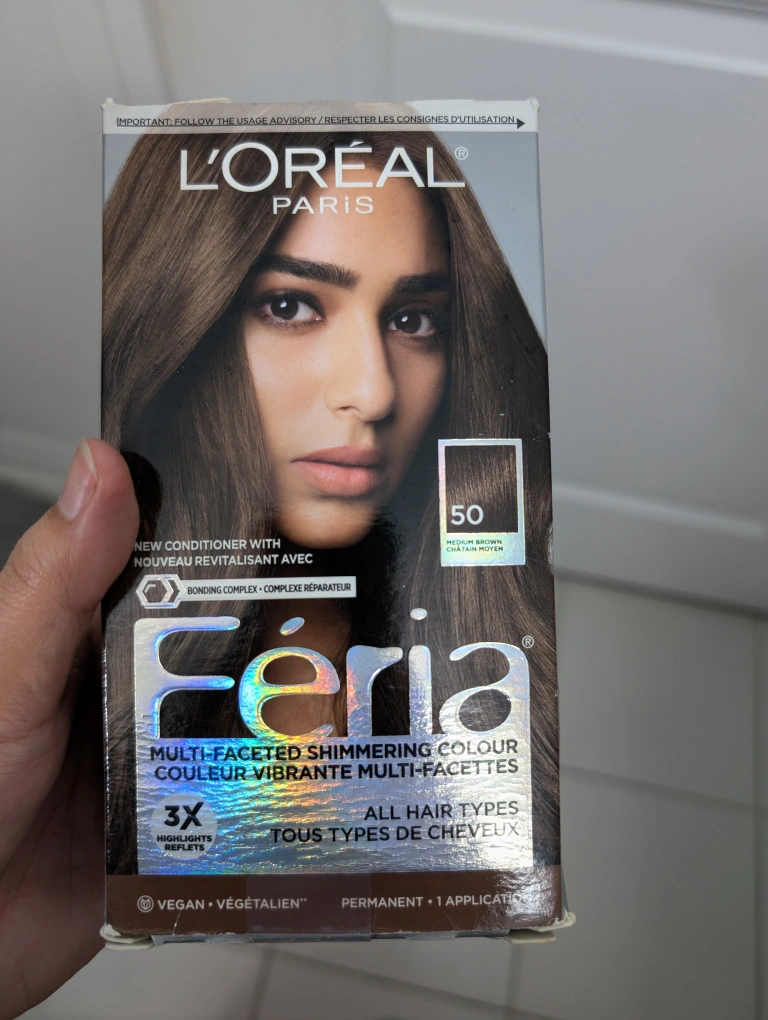 IMPORTANT: FOLLOW THE USAGE ADVISORY / RESPECTER LES CONSIGNES D'UTILISATION
L'ORÉAL®
PARiS
50
MEDIUM BROWN
CHÂTAIN MOYEN
NEW CONDITIONER WITH
NOUVEAU REVITALISANT AVEC
BONDING COMPLEX • COMPLEXE RÉPARATEUR
Féria®
MULTI-FACETED SHIMMERING COLOUR
COULEUR VIBRANTE MULTI-FACETTES
3X
HIGHLIGHTS
REFLETS
ALL HAIR TYPES
TOUS TYPES DE CHEVEUX
VEGAN • VÉGÉTALIEN**
PERMANENT • 1 APPLICATION